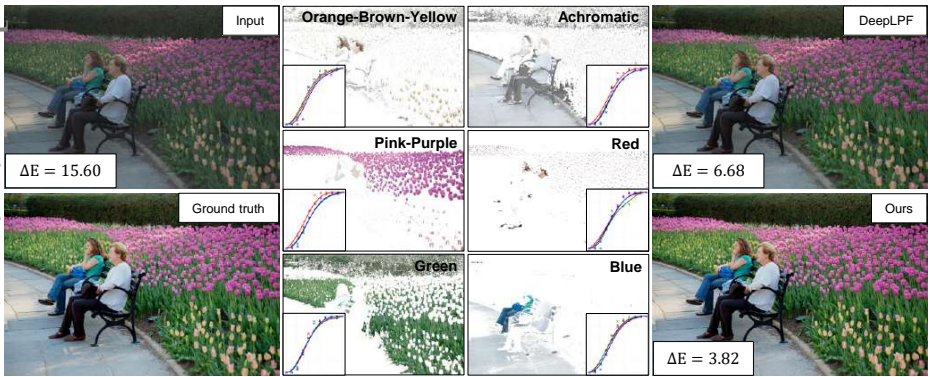 Input
Orange-Brown-Yellow
Achromatic
DeepLPF
ΔE = 15.60
Pink-Purple
Red
ΔE = 6.68
Ground truth
Green
Blue
Ours
ΔE = 3.82